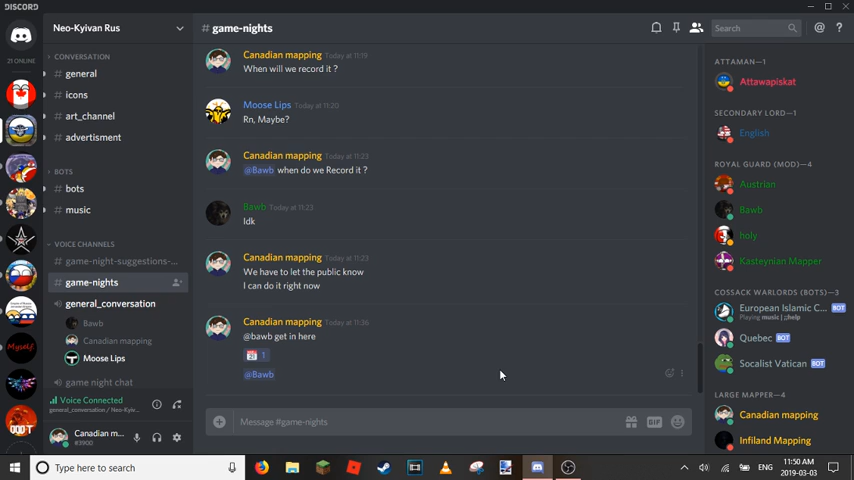 DISCORD
21 ONLINE
Myself
Neo-Kyivan Rus
CONVERSATION
# general
# icons
# art_channel
# advertisment
BOTS
# bots
# music
VOICE CHANNELS
# game-night-suggestions-...
# game-nights
general_conversation
Bawb
Canadian mapping
Moose Lips
game night chat
Voice Connected
general_conversation / Neo-Kyiv...
Canadian m...
#3900
# game-nights
Search
Canadian mapping Today at 11:19
When will we record it ?
Moose Lips Today at 11:20
Rn, Maybe?
Canadian mapping Today at 11:23
@Bawb when do we Record it ?
Bawb Today at 11:23
Idk
Canadian mapping Today at 11:23
We have to let the public know
I can do it right now
Canadian mapping Today at 11:36
@bawb get in here
1
@Bawb
Message #game-nights
GIF
ATTAMAN—1
Attawapiskat
SECONDARY LORD—1
English
ROYAL GUARD (MOD)—4
Austrian
Bawb
holy
Kasteynian Mapper
COSSACK WARLORDS (BOTS)—3
European Islamic C... BOT
Playing music | ;;help
Quebec BOT
Socalist Vatican BOT
LARGE MAPPER—4
Canadian mapping
Infiland Mapping
Type here to search
ENG
11:50 AM
2019-03-03